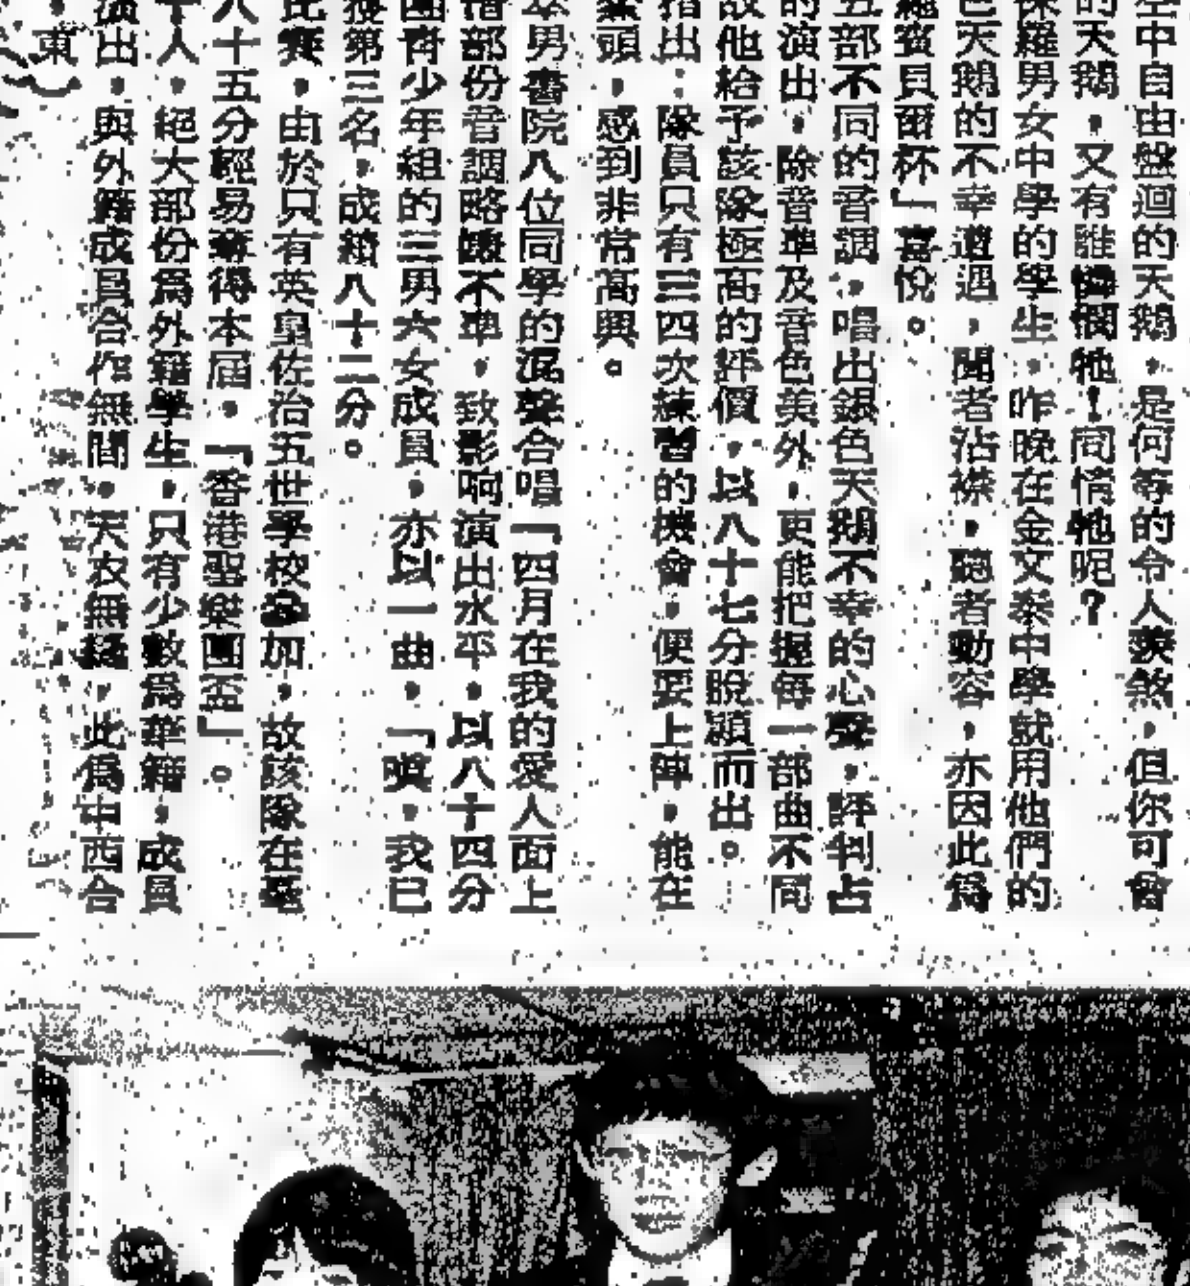 空中自由盤迴的天鵝，是何等的令人羨煞，但你可曾
的天鵝，又有誰憐憫牠！同情牠呢？
保羅男女中學的學生，昨晚在金文泰中學就用他們的
色天鵝的不幸遭遇，聞者沾襟，聽者動容，亦因此爲
寶貝爾杯」喜悅。
五部不同的音調，唱出銀色天鵝不幸的心聲，評判占
的演出，除音準及音色美外，更能把握每一部曲不同
故他給予該隊極高的評價，以八十七分脫穎而出。
指出：隊員只有三四次練習的機會，便要上陣，能在
頭，感到非常高興。
男書院八位同學的混聲合唱「四月在我的愛人面上
惜部份音調略嫌不準，致影响演出水平，以八十四分
團青少年組的三男六女成員，亦以一曲，「嘆，我已
獲第三名，成績八十二分。
比賽，由於只有英皇佐治五世學校參加，故該隊在毫
八十五分輕易奪得本屆，「香港聖樂團盃」。
十人，絕大部份爲外籍學生，只有少數爲華籍，成員
演出，與外籍成員合作無間，天衣無縫，此爲中西合
東